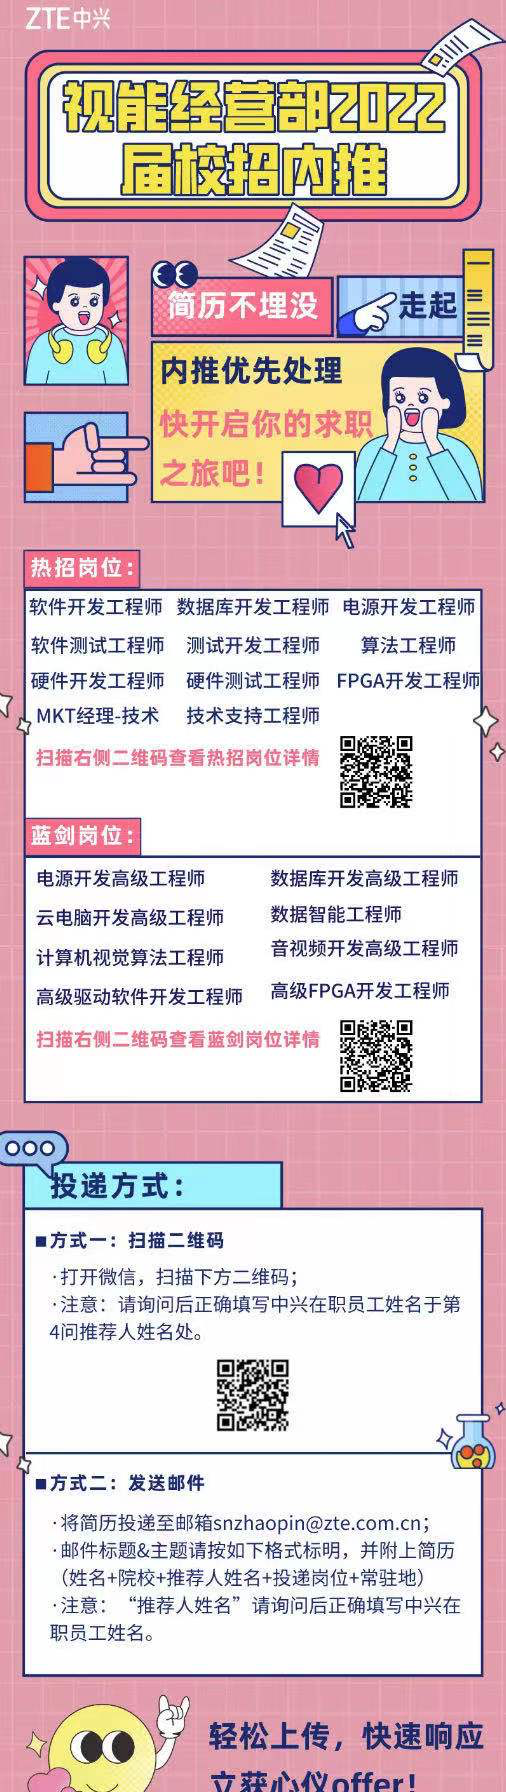 ZTE中兴
视能经营部2022
届校招内推
简历不埋没
走起
内推优先处理
快开启你的求职
之旅吧！
热招岗位：
软件开发工程师 数据库开发工程师 电源开发工程师
软件测试工程师 测试开发工程师 算法工程师
硬件开发工程师 硬件测试工程师 FPGA开发工程师
MKT经理-技术 技术支持工程师
扫描右侧二维码查看热招岗位详情
蓝剑岗位：
电源开发高级工程师 数据库开发高级工程师
云电脑开发高级工程师 数据智能工程师
计算机视觉算法工程师 音视频开发高级工程师
高级驱动软件开发工程师 高级FPGA开发工程师
扫描右侧二维码查看蓝剑岗位详情
投递方式：
■方式一：扫描二维码
·打开微信，扫描下方二维码；
·注意：请询问后正确填写中兴在职员工姓名于第
4问推荐人姓名处。
■方式二：发送邮件
·将简历投递至邮箱snzhaopin@zte.com.cn；
·邮件标题&主题请按如下格式标明，并附上简历
（姓名+院校+推荐人姓名+投递岗位+常驻地）
·注意：“推荐人姓名”请询问后正确填写中兴在
职员工姓名。
轻松上传，快速响应
立获心仪offer！